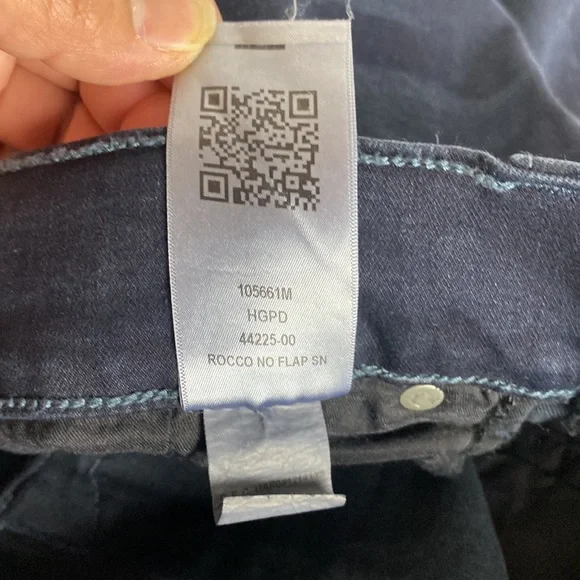 105661M
HGPD
44225-00
ROCCO NO FLAP SN